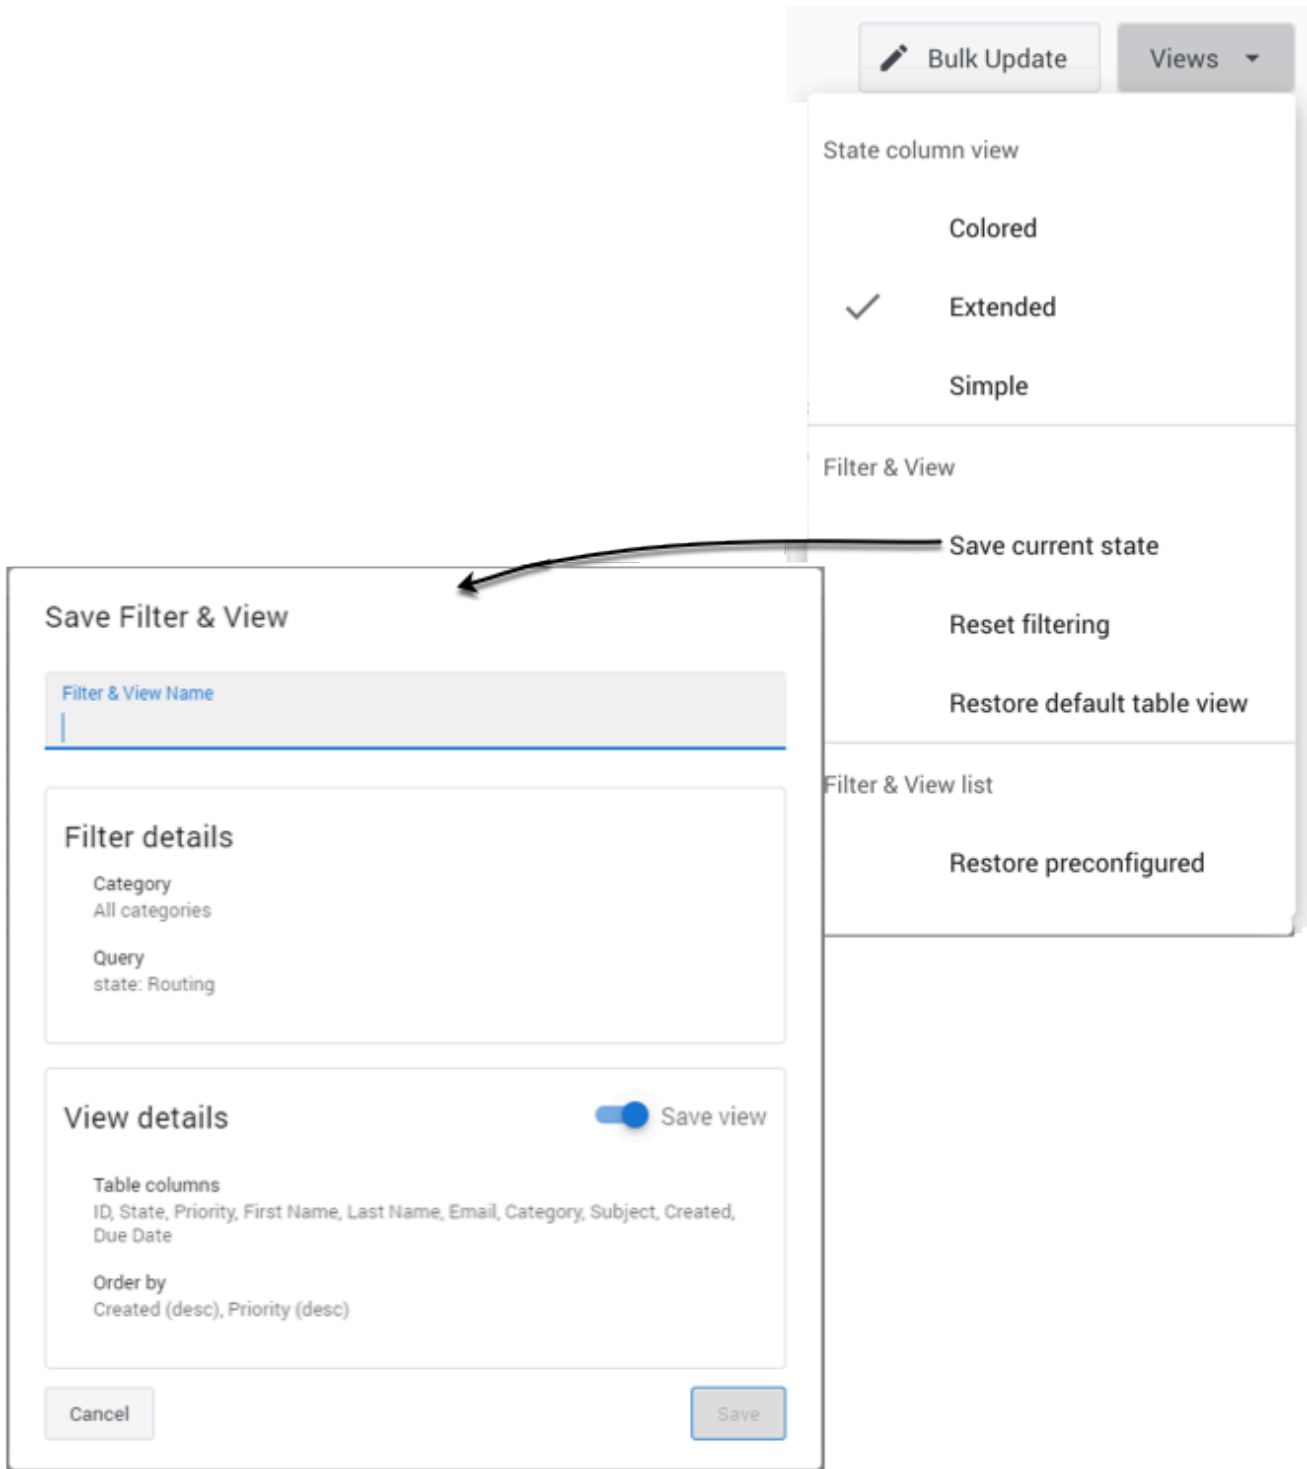 Bulk Update
Views
State column view
Colored
Extended
Simple
Filter & View
Save current state
Reset filtering
Restore default table view
Filter & View list
Restore preconfigured
Save Filter & View
Filter & View Name
Filter details
Category
All categories
Query
state: Routing
View details
Save view
Table columns
ID, State, Priority, First Name, Last Name, Email, Category, Subject, Created,
Due Date
Order by
Created (desc), Priority (desc)
Cancel
Save